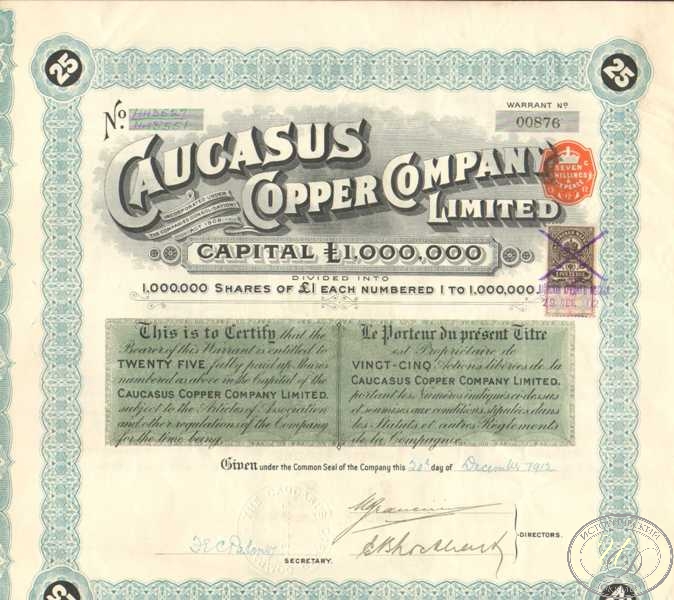 25
25
No.
WARRANT No
00876
CAUCASUS
COPPER COMPANY
LIMITED
INCORPORATED UNDER
THE COMPANIES (CONSOLIDATION)
ACT 1908
SEVEN
SHILLINGS
CAPITAL £1,000,000
DIVIDED INTO
1,000,000 SHARES OF £1 EACH NUMBERED 1 TO 1,000,000
This is to Certify that the
Bearer of this Warrant is entitled to
TWENTY FIVE fully paid up Shares
numbered as above in the Capital of the
CAUCASUS COPPER COMPANY LIMITED.
subject to the Articles of Association
and other regulations of the Company
for the time being.
Le Porteur du présent Titre
est Propriétaire de
VINGT-CINQ Actions libérées de la
CAUCASUS COPPER COMPANY LIMITED.
portant les Numéros indiqués ci-dessus
et soumises aux conditions stipulées dans
les Statuts et autres Règlements
de la Compagnie.
Given under the Common Seal of the Company this 20th day of December 1912
DIRECTORS.
SECRETARY.
ИСТОРИЧЕСКИЙ